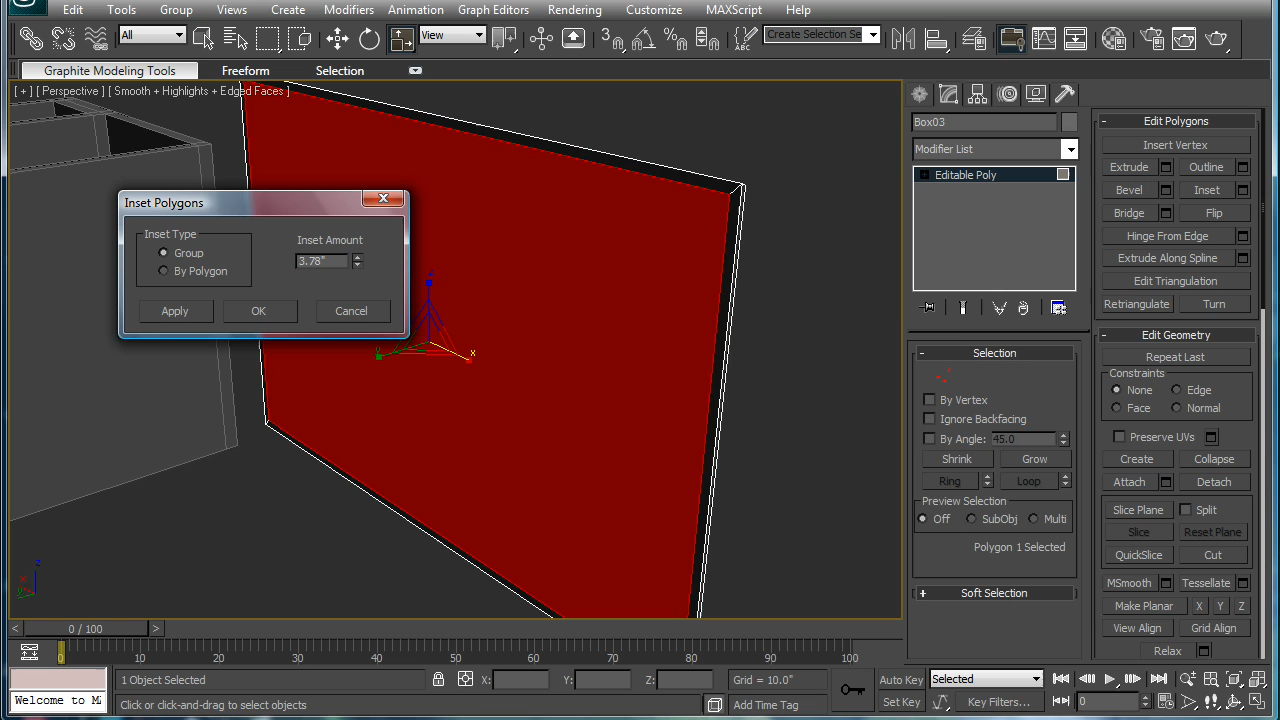 Edit Tools Group Views Create Modifiers Animation Graph Editors Rendering Customize MAXScript Help
All View 3 Create Selection Se
Graphite Modeling Tools Freeform Selection
[ + ] [ Perspective ] [ Smooth + Highlights + Edged Faces ]
Inset Polygons
Inset Type
Group
By Polygon
Inset Amount
3.78"
Apply OK Cancel
z
x
x
z
Box03
Modifier List
Editable Poly
Selection
By Vertex
Ignore Backfacing
By Angle: 45.0
Shrink Grow
Ring Loop
Preview Selection
Off SubObj Multi
Polygon 1 Selected
Soft Selection
Edit Polygons
Insert Vertex
Extrude Outline
Bevel Inset
Bridge Flip
Hinge From Edge
Extrude Along Spline
Edit Triangulation
Retriangulate Turn
Edit Geometry
Repeat Last
Constraints
None Edge
Face Normal
Preserve UVs
Create Collapse
Attach Detach
Slice Plane Split
Slice Reset Plane
QuickSlice Cut
MSmooth Tessellate
Make Planar X Y Z
View Align Grid Align
Relax
< 0 / 100 >
0 10 20 30 40 50 60 70 80 90 100
1 Object Selected X: Y: Z: Grid = 10.0" Auto Key Selected
Welcome to Click or click-and-drag to select objects Add Time Tag Set Key Key Filters... 0